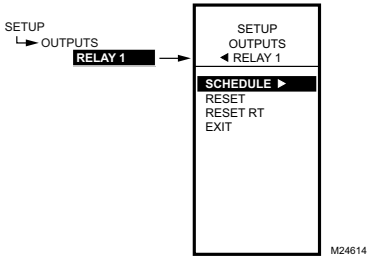 SETUP
OUTPUTS
RELAY 1
SETUP
OUTPUTS
◀ RELAY 1
SCHEDULE ▶
RESET
RESET RT
EXIT
M24614